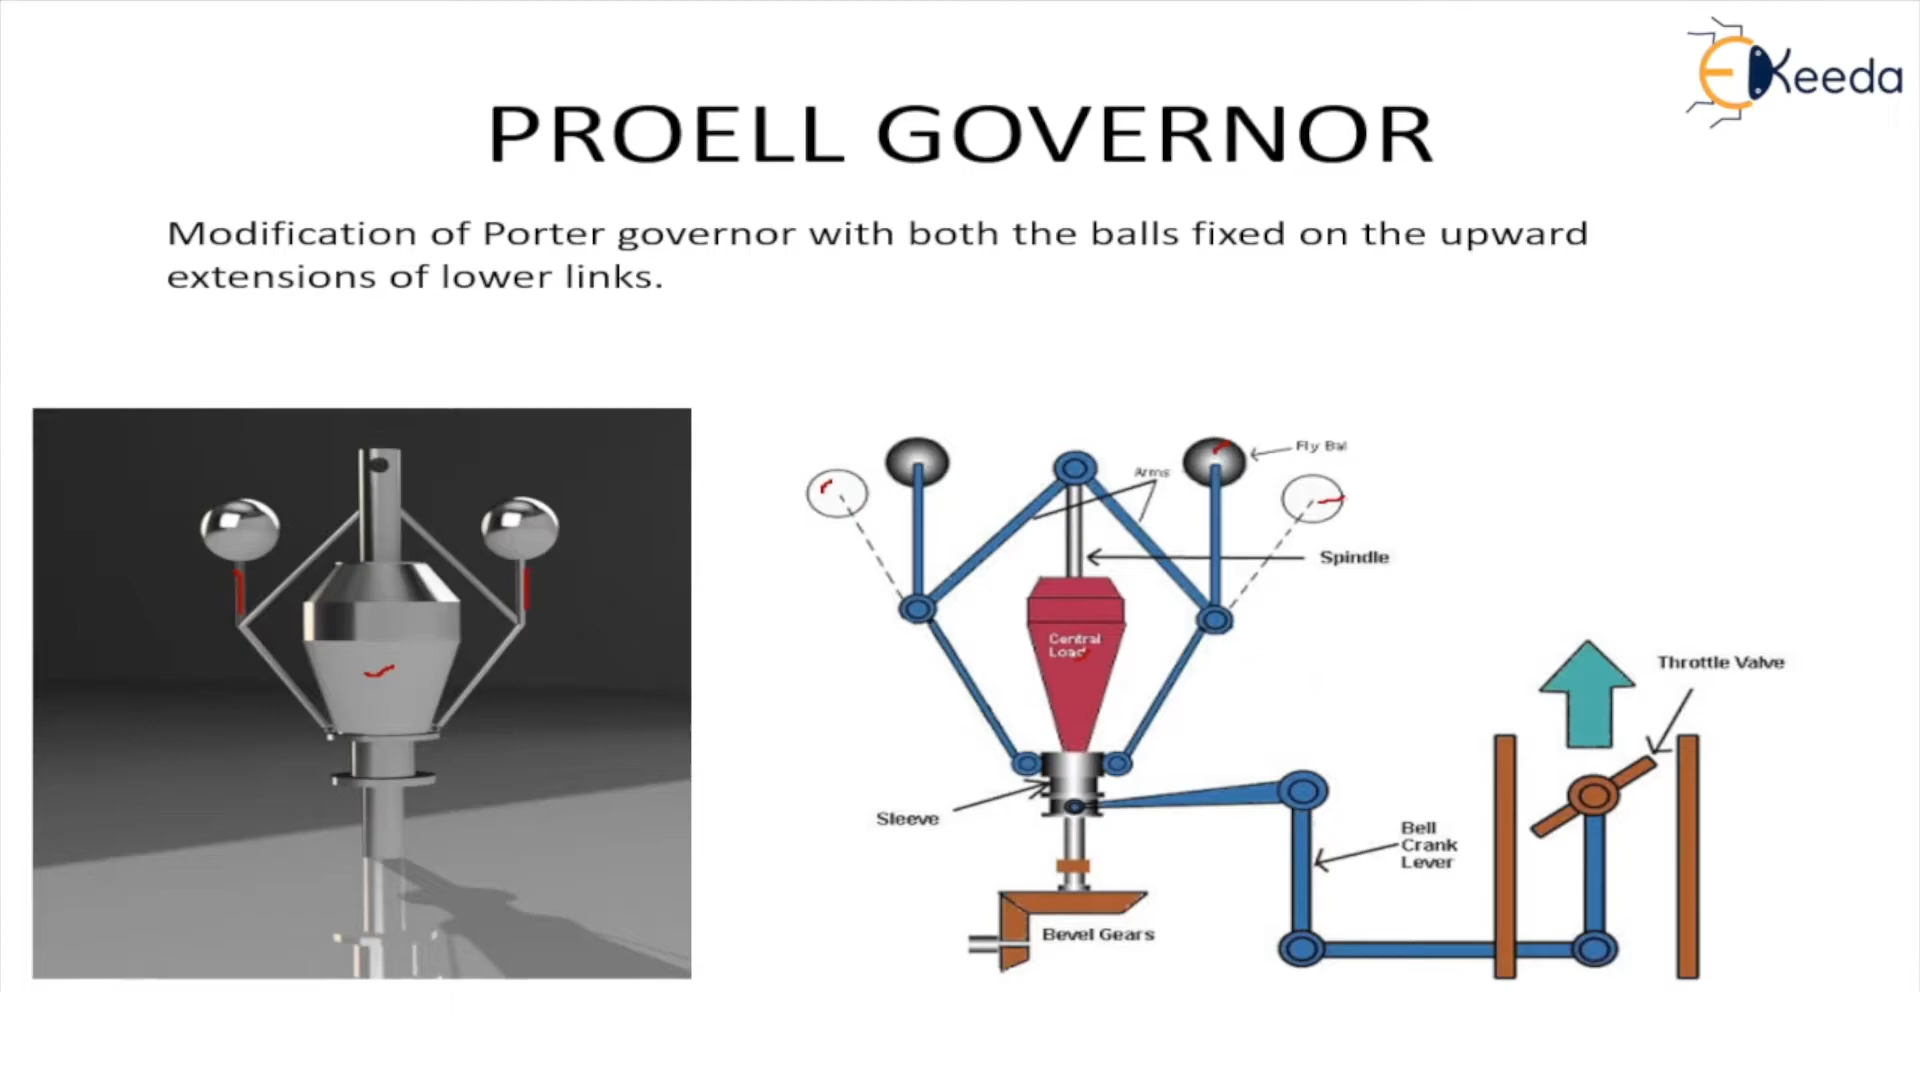 EKeeda
PROELL GOVERNOR
Modification of Porter governor with both the balls fixed on the upward
extensions of lower links.
Fly Bal
Arms
Spindle
Central
Load
Throttle Valve
Sleeve
Bell
Crank
Lever
Bevel Gears